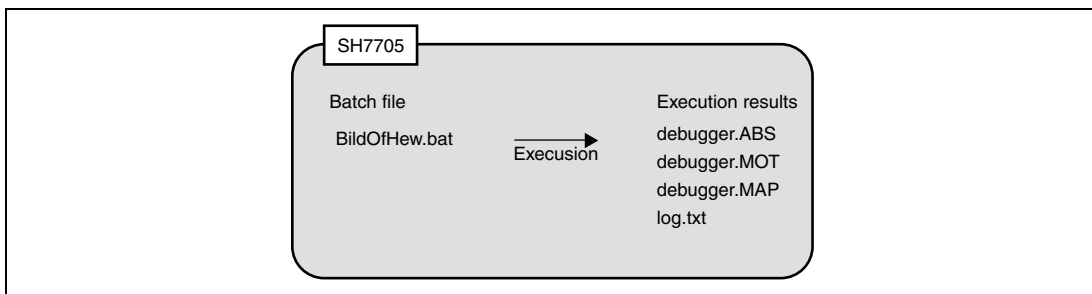 SH7705
Batch file
BildOfHew.bat
Execusion
Execution results
debugger.ABS
debugger.MOT
debugger.MAP
log.txt